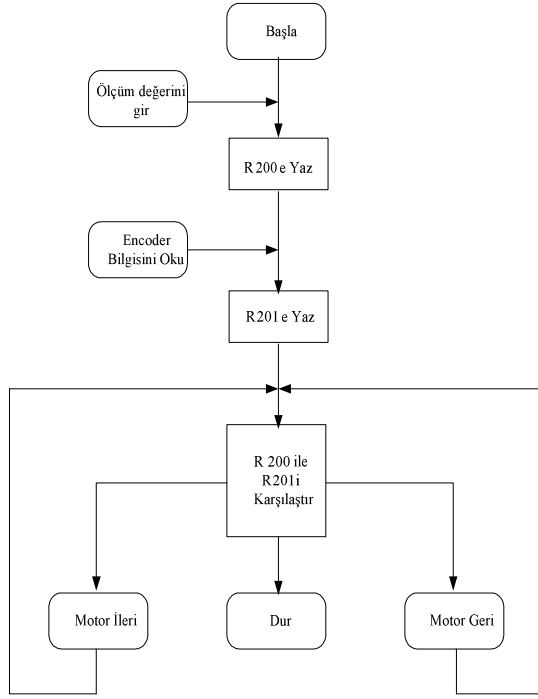 Başla
Ölçüm değerini
gir
R200 e Yaz
Encoder
Bilgisini Oku
R201 e Yaz
R 200 ile
R201i
Karşılaştır
Motor İleri
Dur
Motor Geri